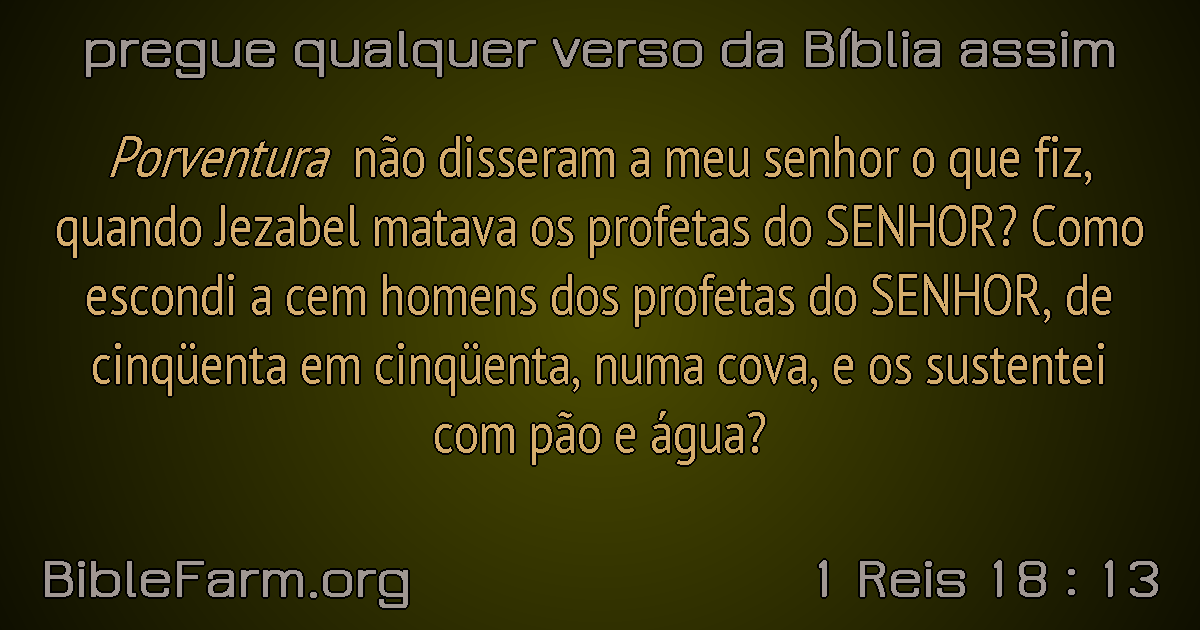 pregue qualquer verso da Bíblia assim
Porventura não disseram a meu senhor o que fiz,
quando Jezabel matava os profetas do SENHOR? Como
escondi a cem homens dos profetas do SENHOR, de
cinqüenta em cinqüenta, numa cova, e os sustentei
com pão e água?
BibleFarm.org
1 Reis 18 : 13